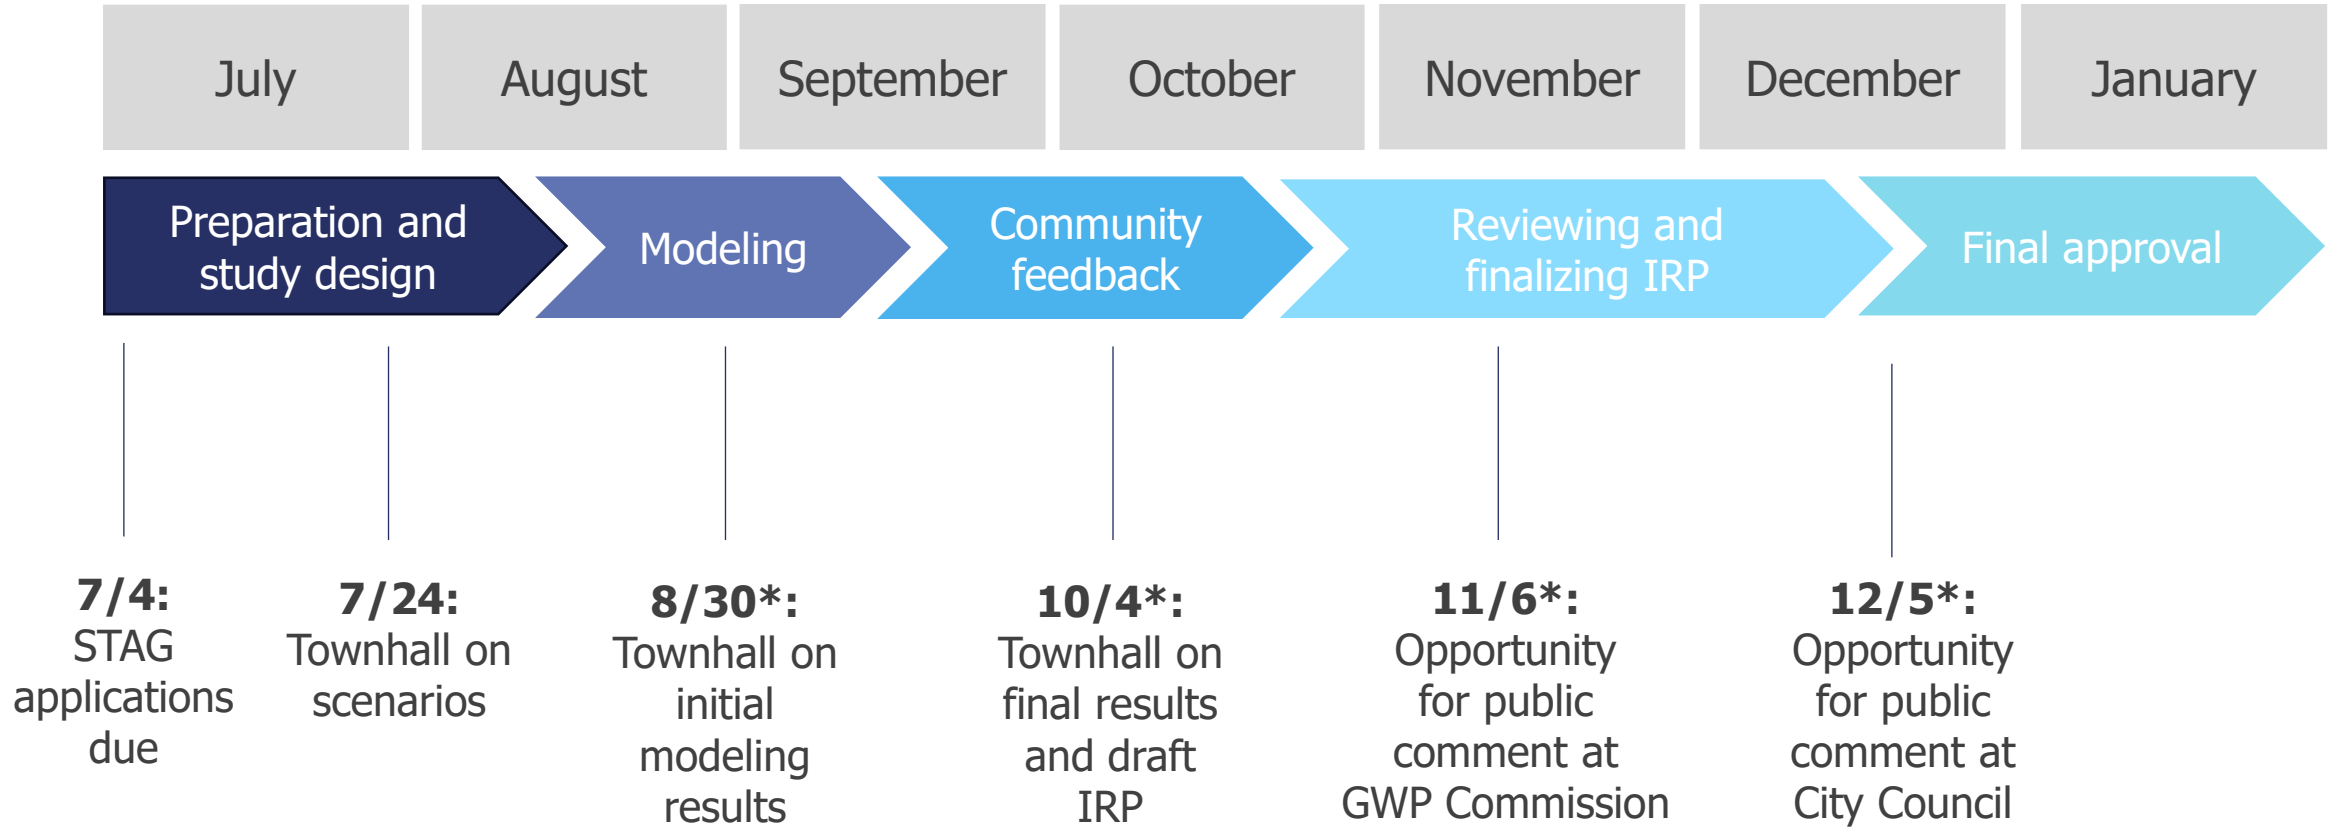 July
August
September
October
November
December
January
Preparation and
study design
Modeling
Community
feedback
Reviewing and
finalizing IRP
Final approval
7/4:
STAG
applications
due
7/24:
Townhall on
scenarios
8/30*:
Townhall on
initial
modeling
results
10/4*:
Townhall on
final results
and draft
IRP
11/6*:
Opportunity
for public
comment at
GWP Commission
12/5*:
Opportunity
for public
comment at
City Council